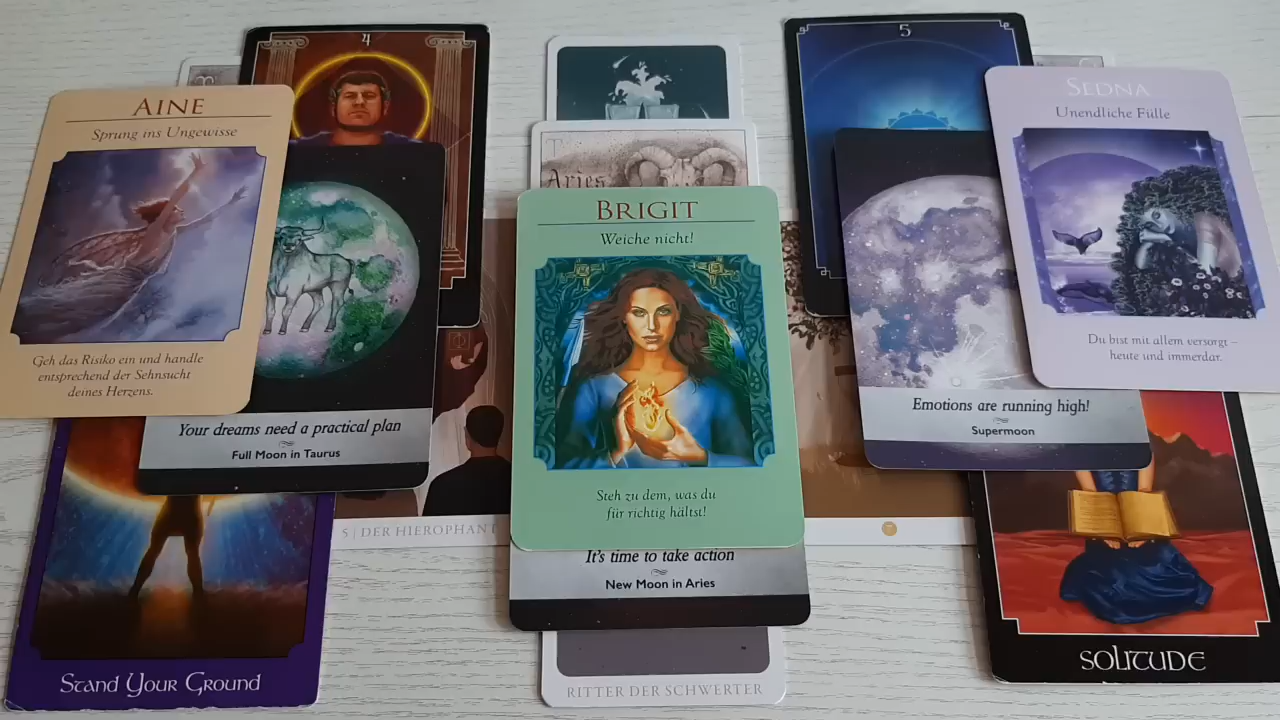 AINE
Sprung ins Ungewisse
Geh das Risiko ein und handle
entsprechend der Sehnsucht
deines Herzens.
4
Your dreams need a practical plan
Full Moon in Taurus
Stand Your Ground
5 | DER HIEROPHANT
Aries
BRIGIT
Weiche nicht!
Steh zu dem, was du
für richtig hältst!
It's time to take action
New Moon in Aries
RITTER DER SCHWERTER
5
Emotions are running high!
Supermoon
SEDNA
Unendliche Fülle
Du bist mit allem versorgt –
heute und immerdar.
SOLITUDE